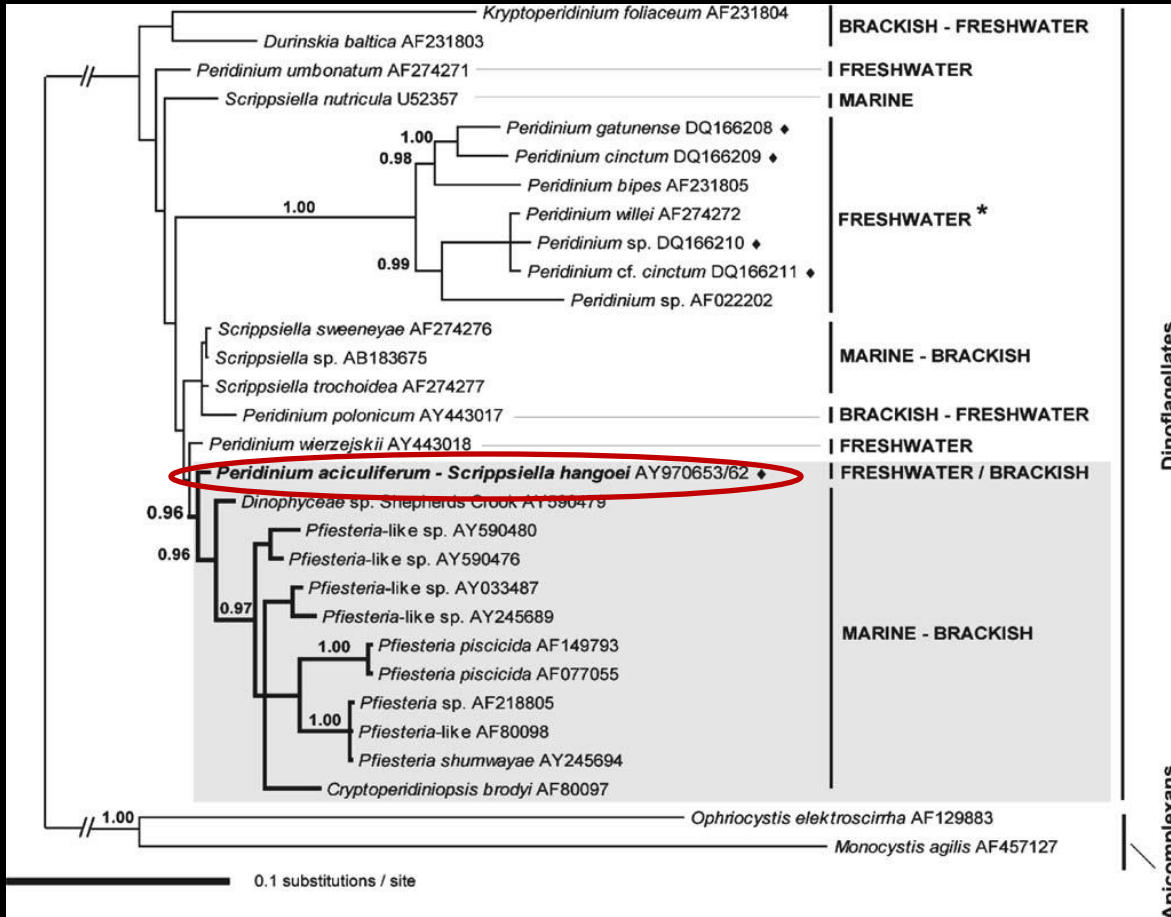 Kryptoperidinium foliaceum AF231804
Durinskia baltica AF231803
BRACKISH - FRESHWATER
Peridinium umbonatum AF274271
FRESHWATER
Scrippsiella nutricula U52357
MARINE
Peridinium gatunense DQ166208 ♦
1.00
0.98
Peridinium cinctum DQ166209 ♦
Peridinium bipes AF231805
1.00
Peridinium willei AF274272
FRESHWATER *
Peridinium sp. DQ166210 ♦
0.99
Peridinium cf. cinctum DQ166211 ♦
Peridinium sp. AF022202
Scrippsiella sweeneyae AF274276
Scrippsiella sp. AB183675
MARINE - BRACKISH
Scrippsiella trochoidea AF274277
Peridinium polonicum AY443017
BRACKISH - FRESHWATER
Peridinium wierzejskii AY443018
FRESHWATER
Peridinium aciculiferum - Scrippsiella hangoei AY970653/62 ♦
FRESHWATER / BRACKISH
Dinophyceae sp. Shepherds Crook AY590479
0.96
Pfiesteria-like sp. AY590480
0.96
Pfiesteria-like sp. AY590476
Pfiesteria-like sp. AY033487
0.97
Pfiesteria-like sp. AY245689
MARINE - BRACKISH
1.00
Pfiesteria piscicida AF149793
Pfiesteria piscicida AF077055
Pfiesteria sp. AF218805
1.00
Pfiesteria-like AF80098
Pfiesteria shumwayae AY245694
Cryptoperidiniopsis brodyi AF80097
1.00
Ophriocystis elektroscirrha AF129883
Monocystis agilis AF457127
0.1 substitutions / site
Dinoflagellates
Apicomplexans